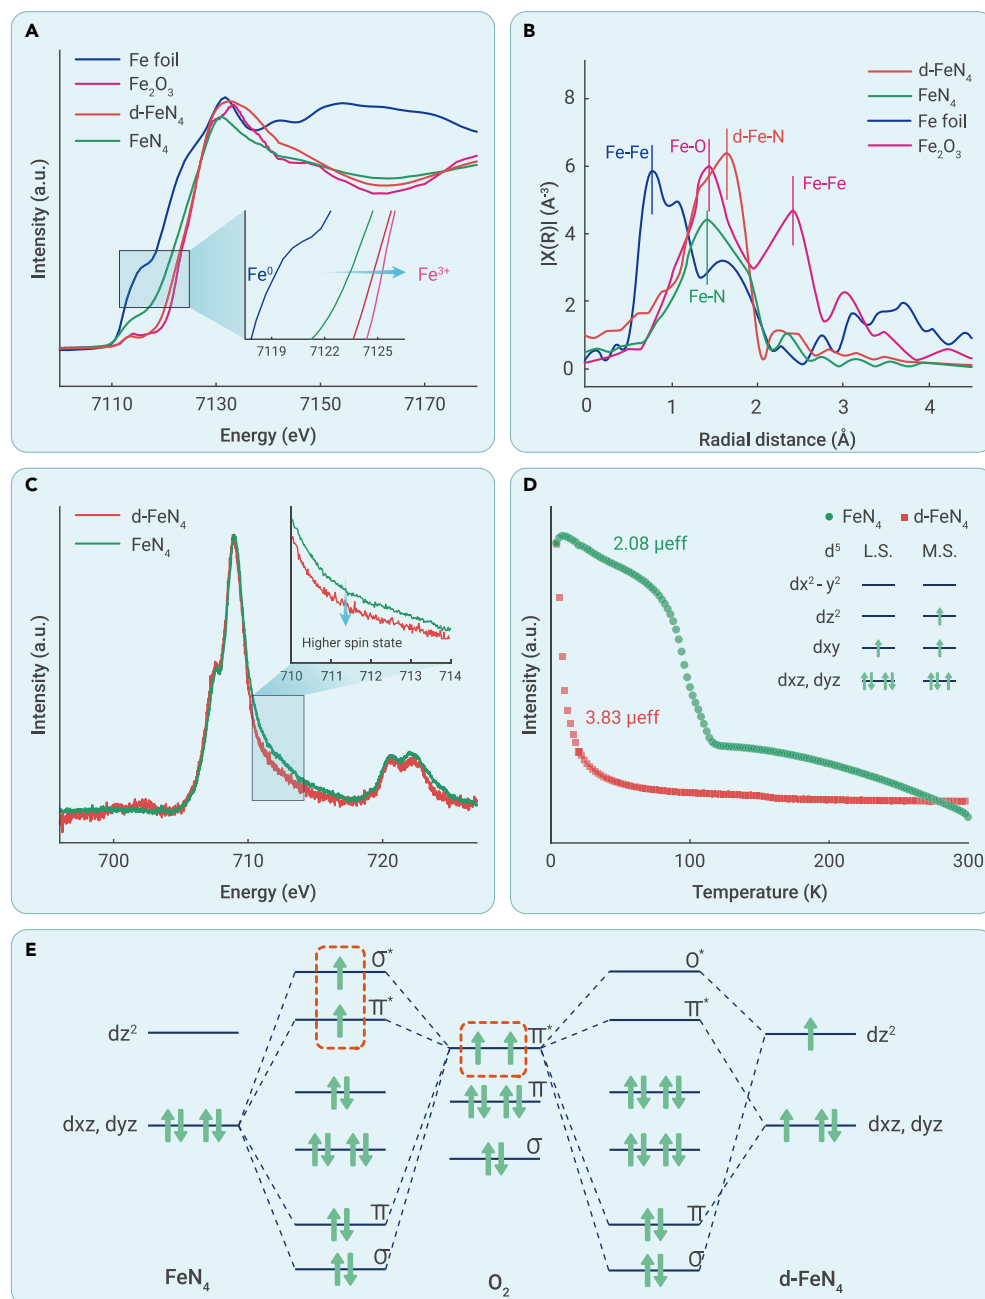 A
Fe foil
Fe₂O₃
d-FeN₄
FeN₄
Intensity (a.u.)
Fe⁰
Fe³⁺
7119 7122 7125
7110 7130 7150 7170
Energy (eV)
B
d-FeN₄
FeN₄
Fe foil
Fe₂O₃
Fe-Fe
Fe-O
d-Fe-N
Fe-Fe
Fe-N
|X(R)| (A⁻³)
8
6
4
2
0
0 1 2 3 4
Radial distance (Å)
C
d-FeN₄
FeN₄
Higher spin state
710 711 712 713 714
Intensity (a.u.)
700 710 720
Energy (eV)
D
FeN₄ d-FeN₄
d⁵ L.S. M.S.
dx²-y²
dz²
dxy
dxz, dyz
2.08 μeff
3.83 μeff
Intensity (a.u.)
0 100 200 300
Temperature (K)
E
σ*
π*
dz²
dxz, dyz
π
σ
FeN₄
π*
π
σ
O₂
O*
π*
dz²
dxz, dyz
π
σ
d-FeN₄